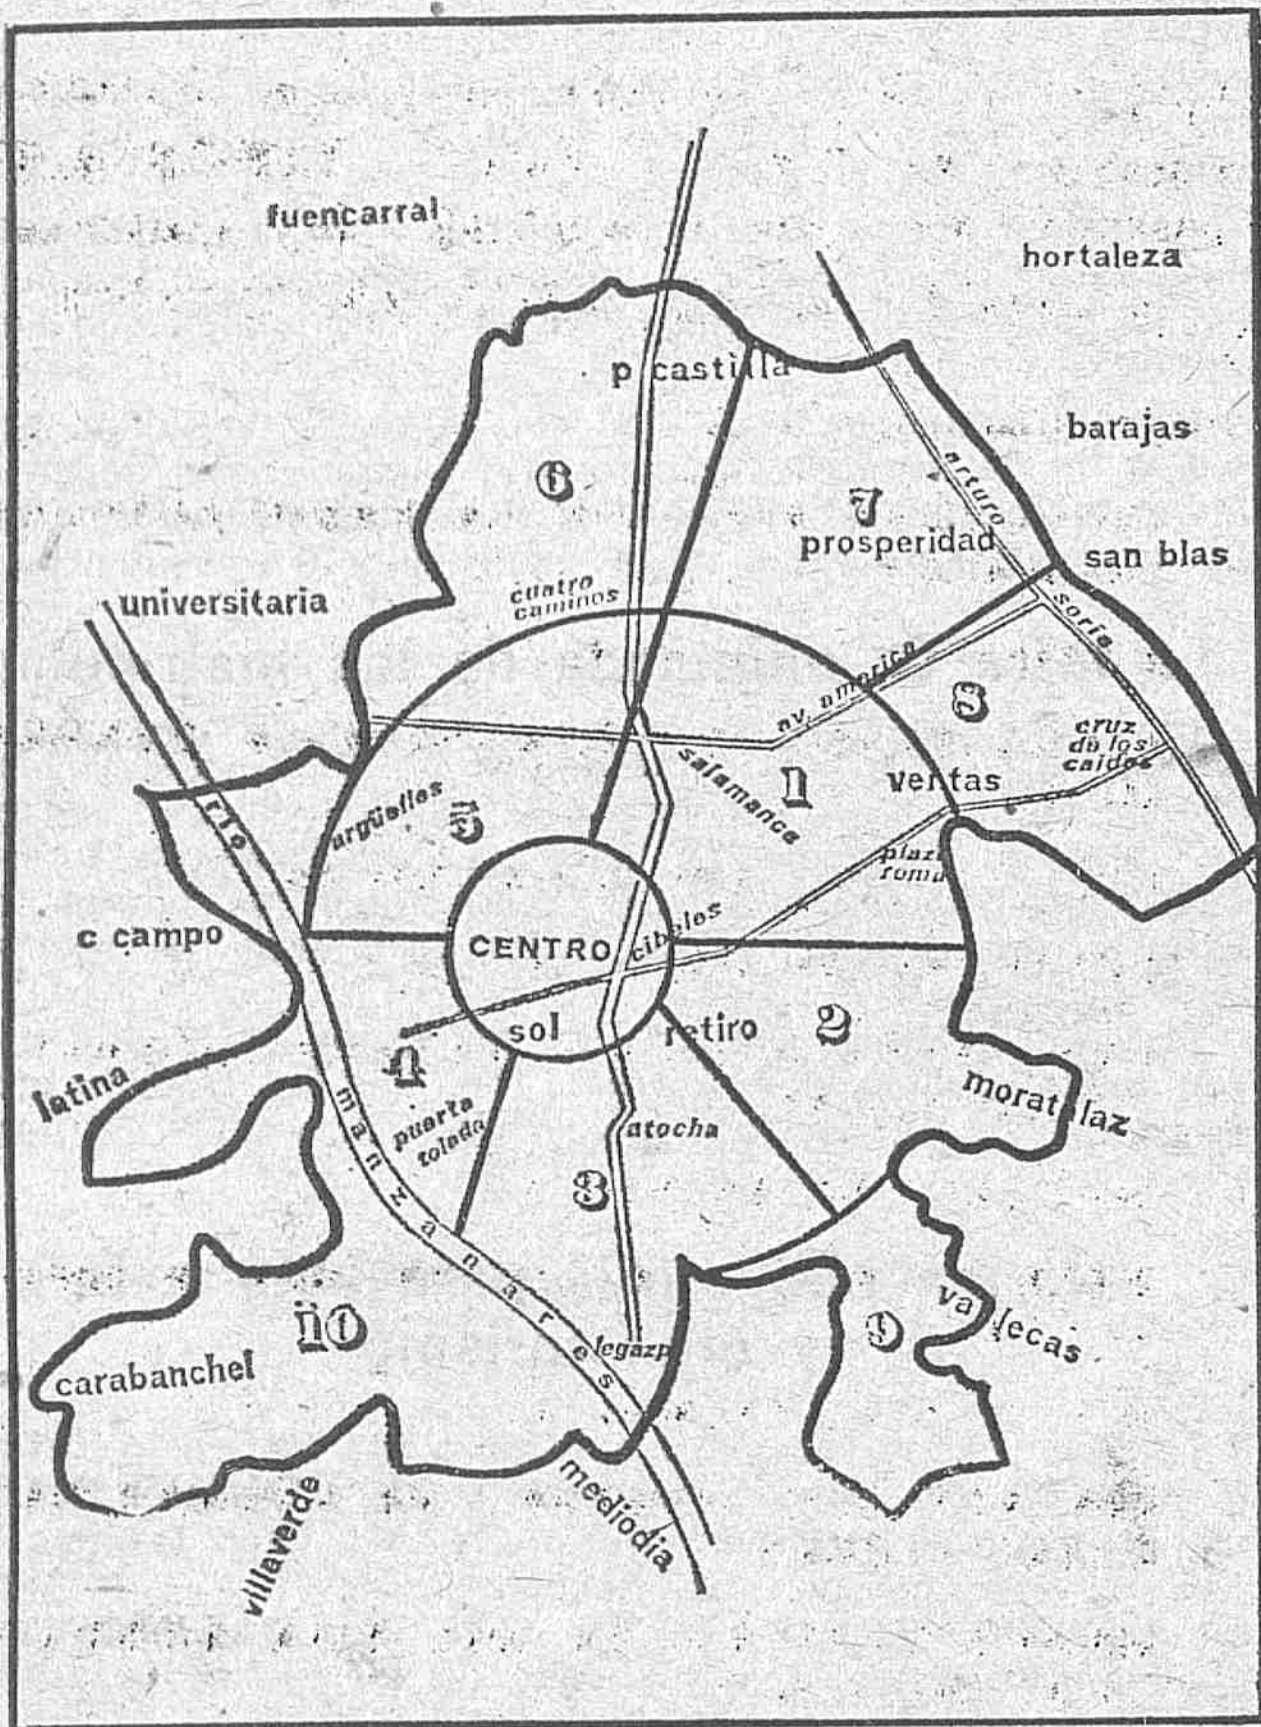 fuencarral
hortaleza
p castilla
barajas
6
arturo
7
prosperidad
san blas
universitaria
cuatro
caminos
soria
av. america
8
cruz
de los
caidos
salamanca
1
ventas
rio
argüelles
5
plaza
roma
c campo
CENTRO
cibeles
sol
retiro
2
4
latina
manzanares
puerta
toledo
atocha
moratalaz
3
10
vallecas
9
legazpi
carabanchel
villaverde
mediodia